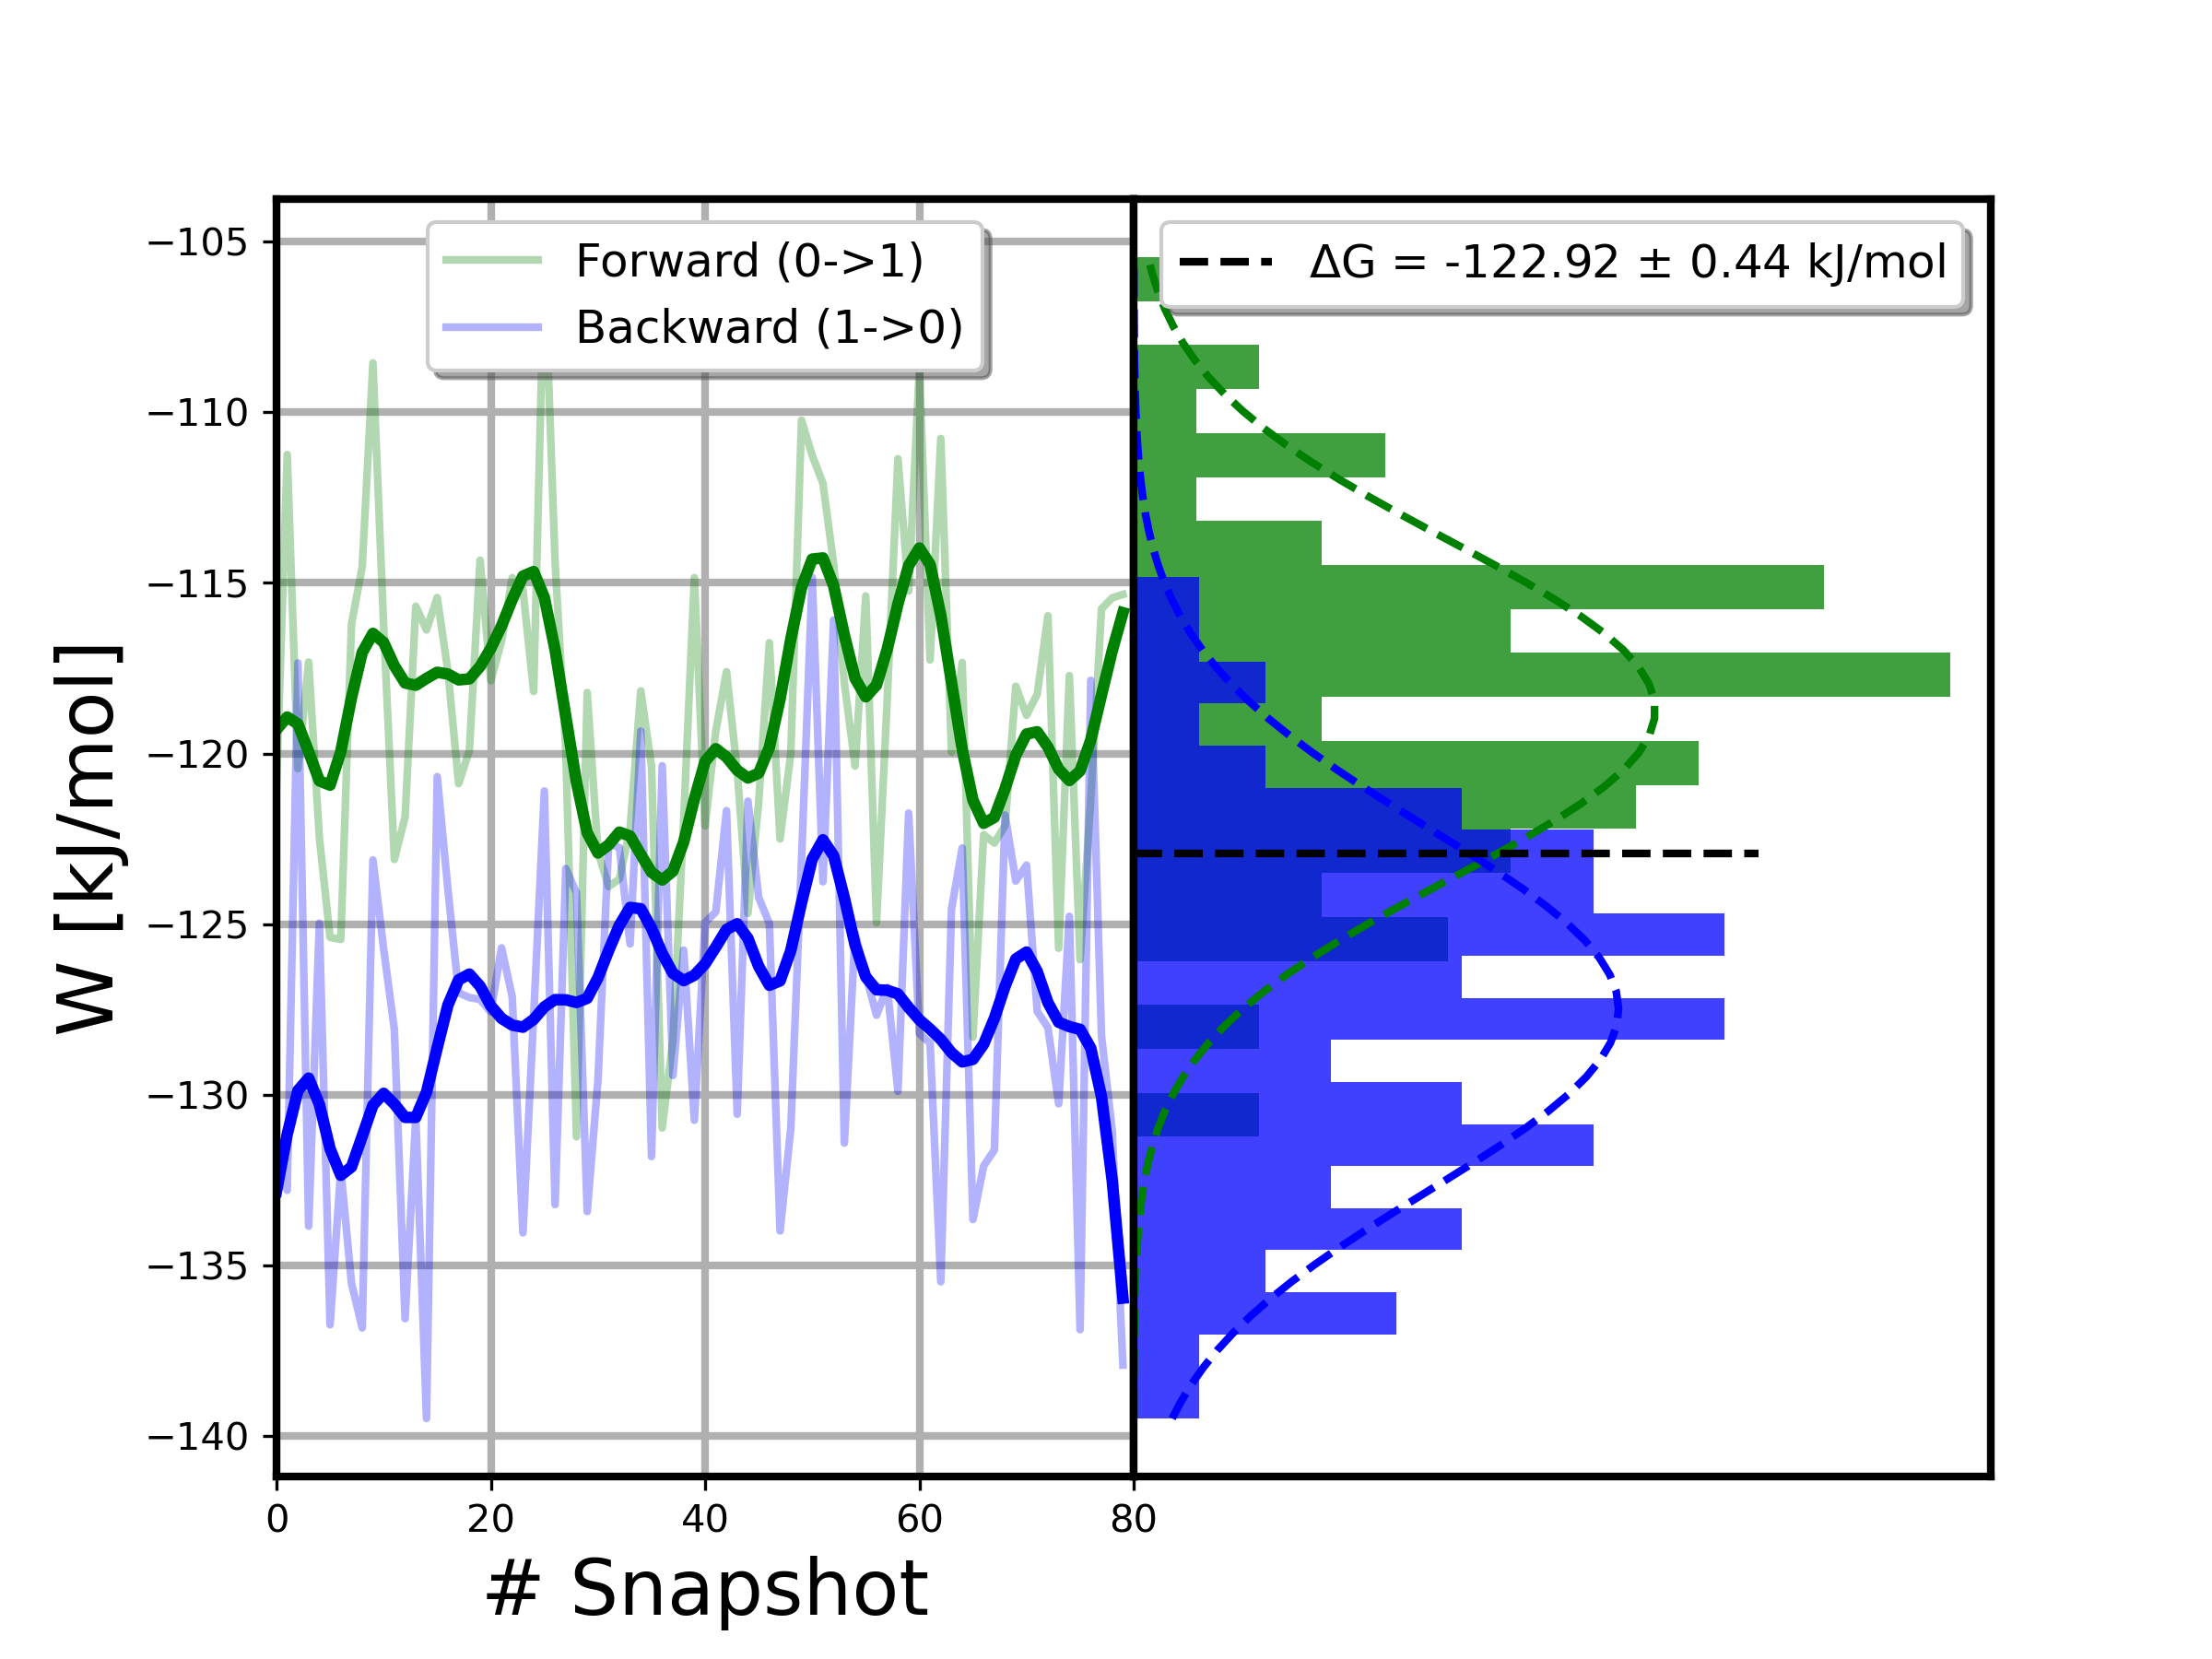 Forward (0->1)
Backward (1->0)
ΔG = -122.92 ± 0.44 kJ/mol
W [kJ/mol]
−105
−110
−115
−120
−125
−130
−135
−140
0 20 40 60 80
# Snapshot